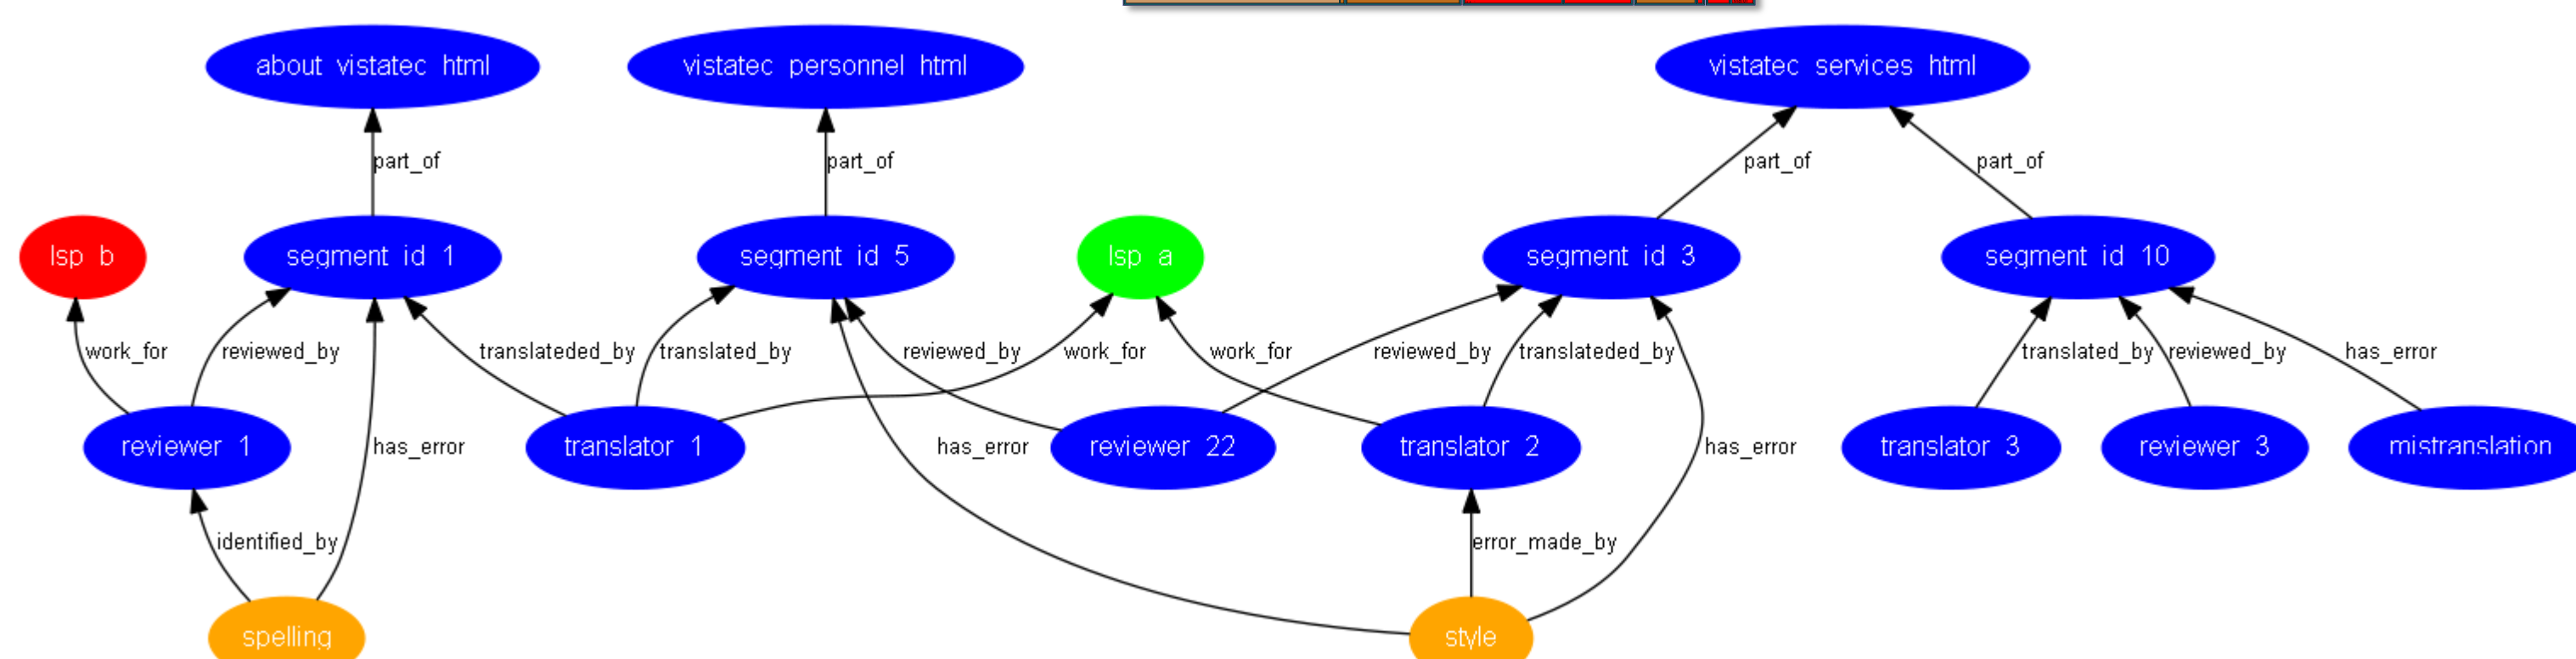 about vistatec html
vistatec personnel html
vistatec services html
part_of
part_of
part_of
part_of
lsp b
segment id 1
segment id 5
lsp a
segment id 3
segment id 10
work_for
reviewed_by
translateded_by
translated_by
reviewed_by
work_for
work_for
reviewed_by
translateded_by
translated_by
reviewed_by
has_error
reviewer 1
has_error
translator 1
has_error
reviewer 22
translator 2
has_error
translator 3
reviewer 3
mistranslation
identified_by
error_made_by
spelling
style